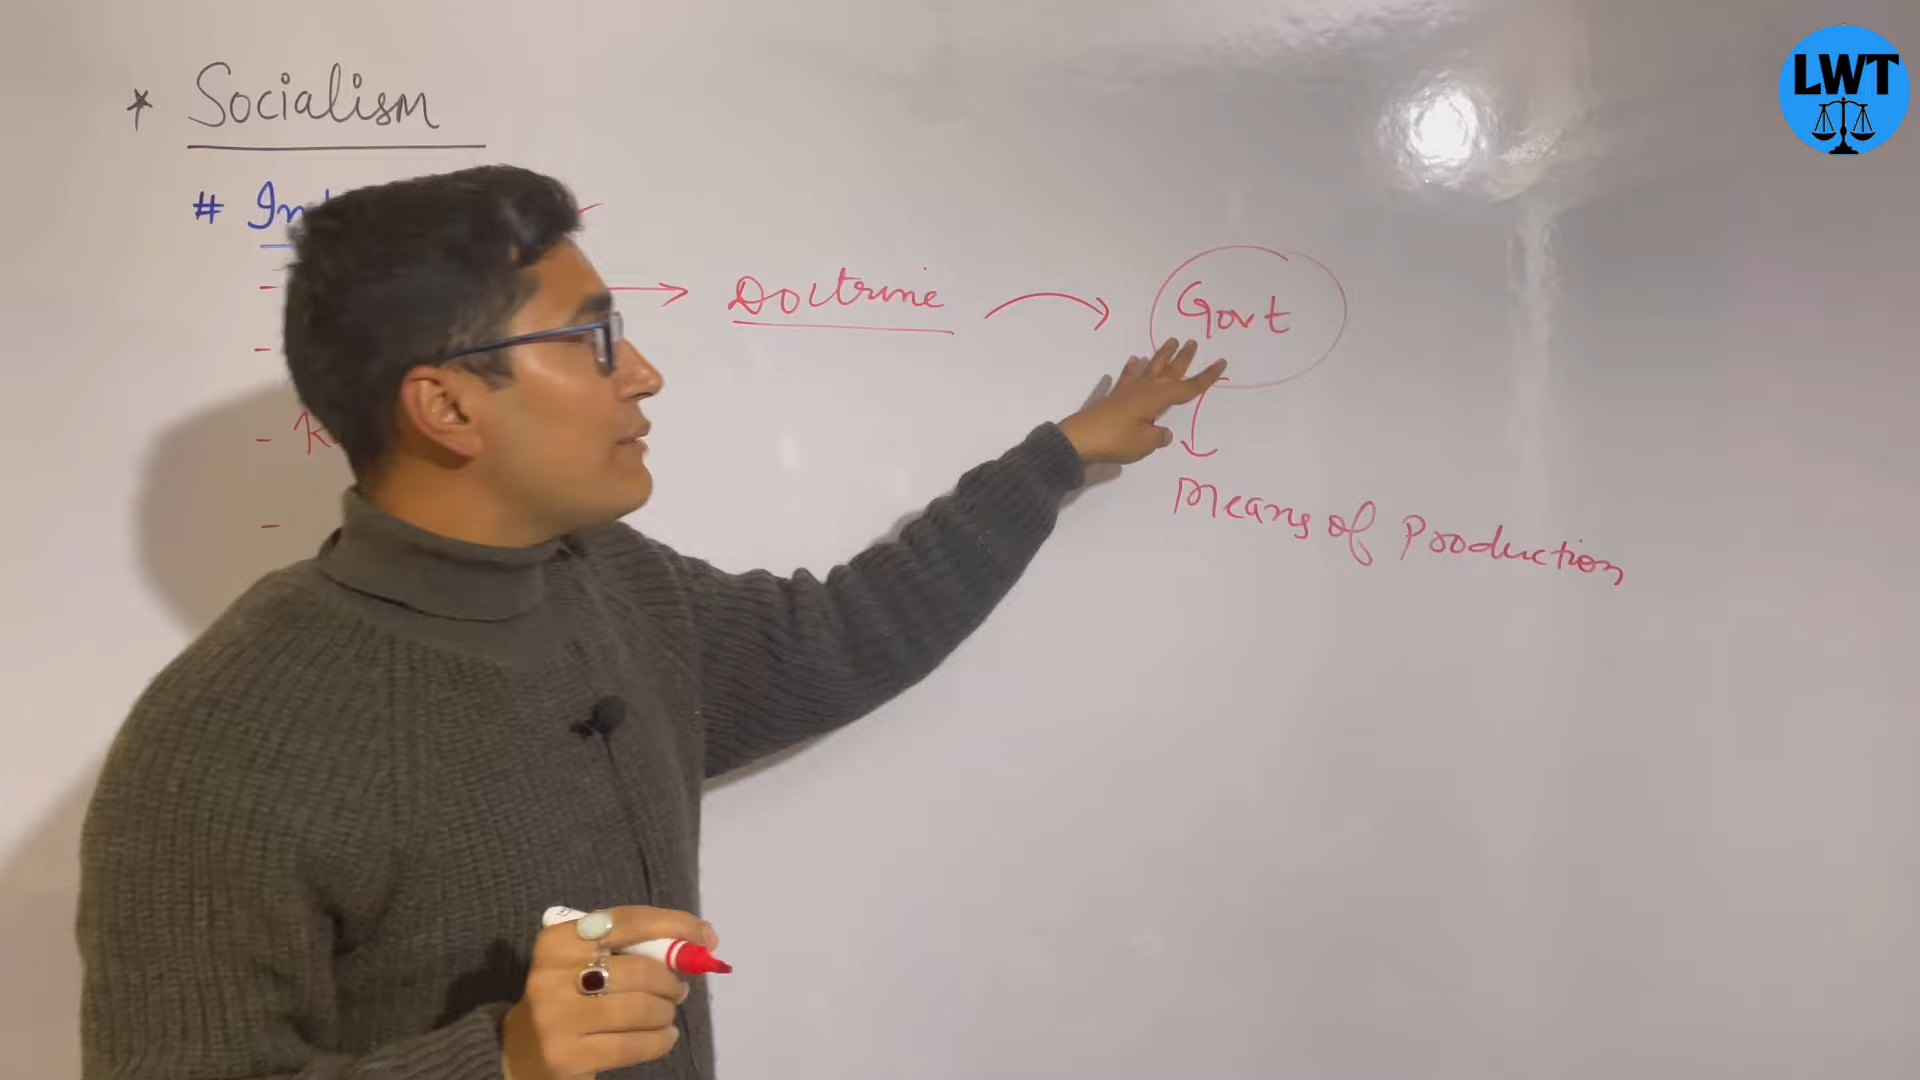 * Socialism
LWT
#
Doctrine
Govt
Means of Production